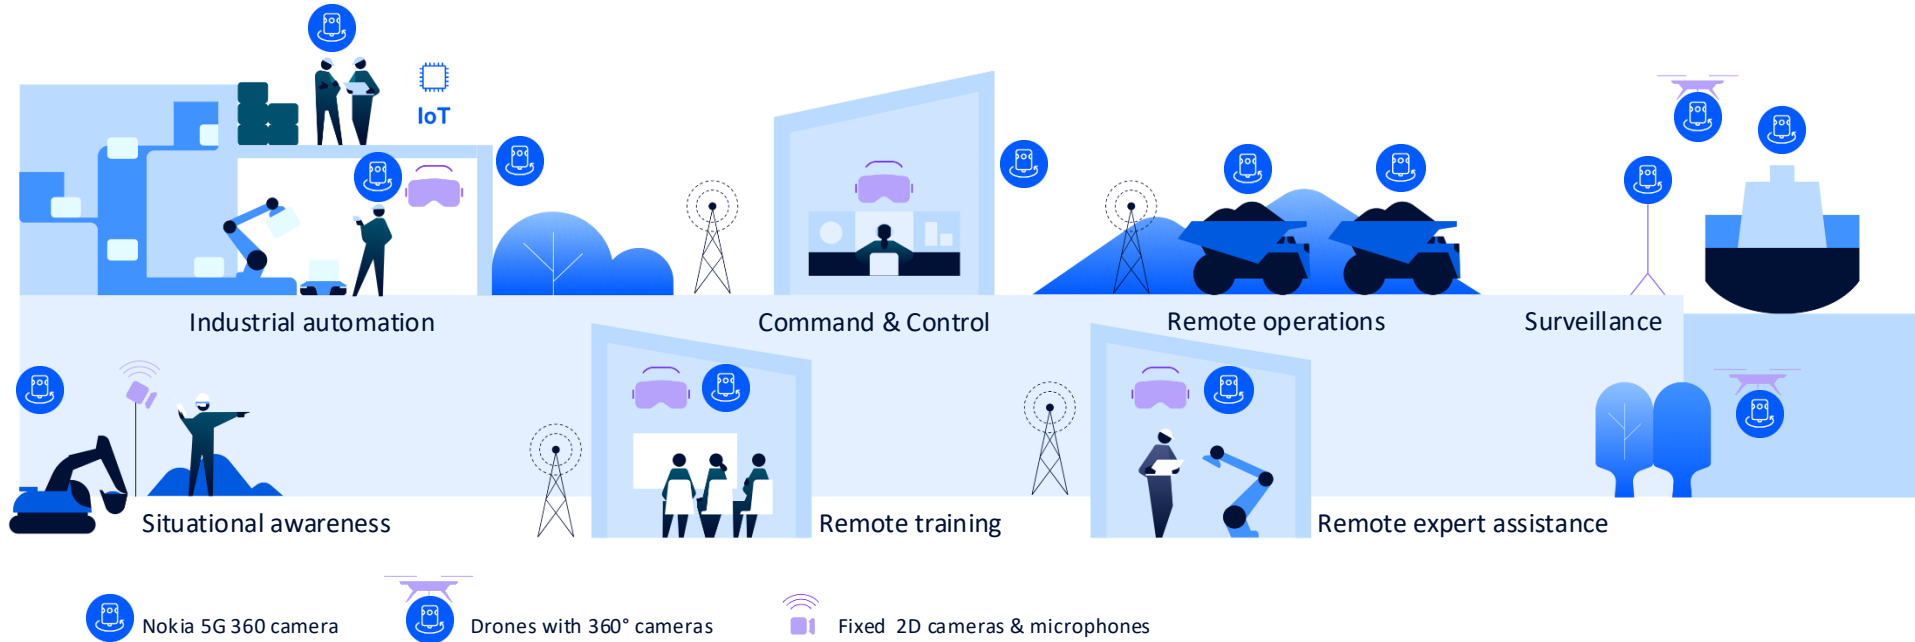 IoT
Industrial automation
Command & Control
Remote operations
Surveillance
Situational awareness
Remote training
Remote expert assistance
Nokia 5G 360 camera
Drones with 360° cameras
Fixed 2D cameras & microphones